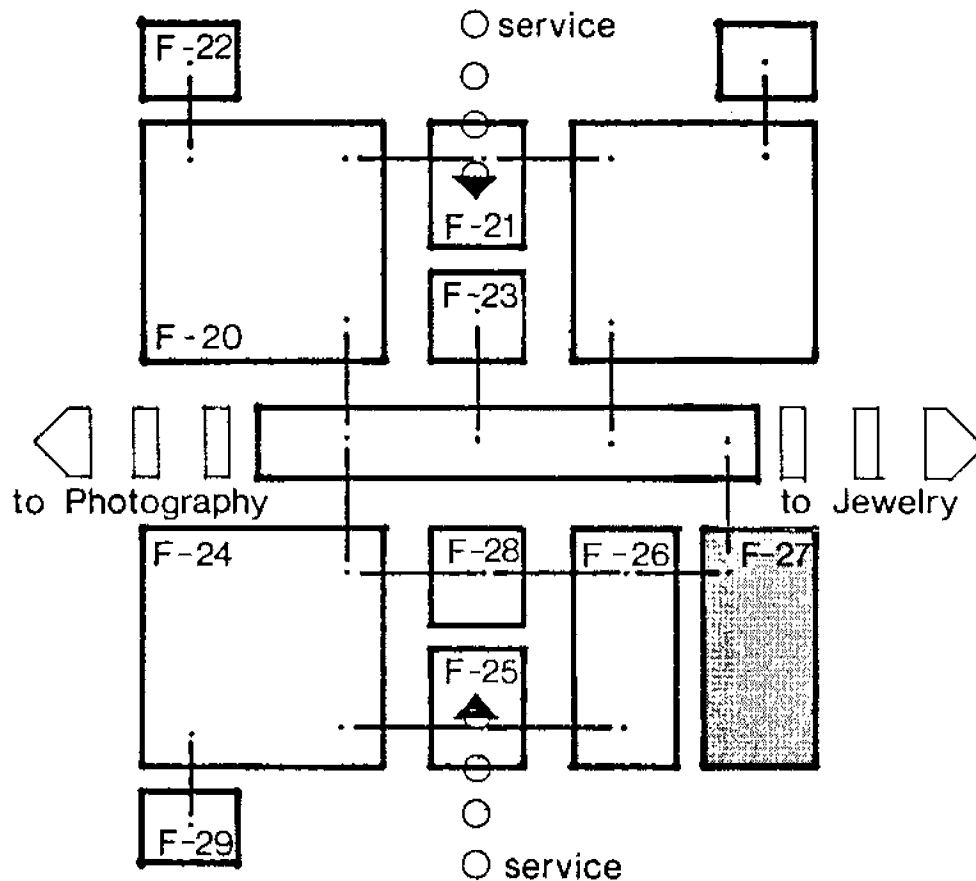 service
F-22
F-21
F-23
F-20
to Photography
to Jewelry
F-24
F-28
F-26
F-27
F-25
F-29
service